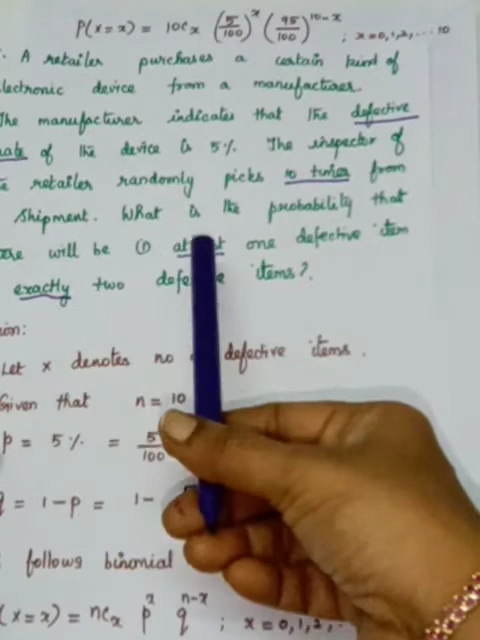 P(x=x) = 10Cx (5/100)^x (95/100)^10-x ; x=0,1,2,...10
A retailer purchases a certain kind of
electronic device from a manufacturer.
The manufacturer indicates that the defective
rate of the device is 5%. The inspector of
retailer randomly picks 10 times from
shipment. What is the probability that
there will be (i) one defective item
exactly two items?.
Let x denotes no defective items.
Given that n = 10
p = 5% = 5/100
q = 1-p = 1-
follows binomial
(x=x) = nCx p^x q^n-x ; x=0,1,2,..